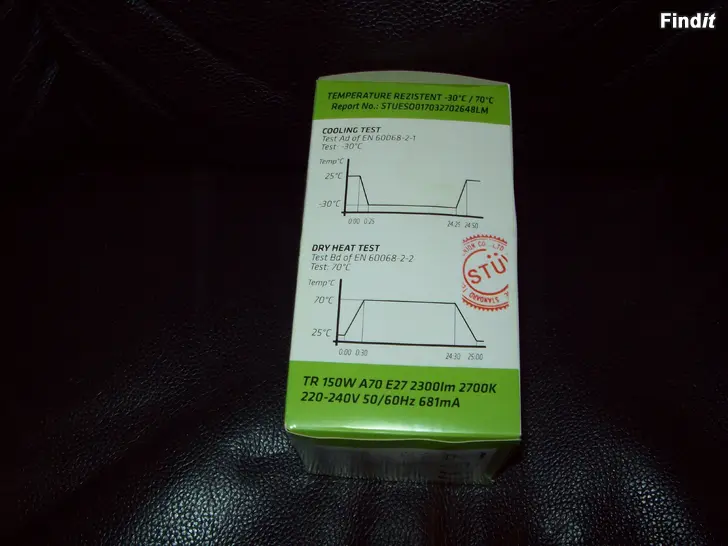 Findit
TEMPERATURE REZISTENT -30°C / 70°C
Report No.: STUESO017032702648LM
COOLING TEST
Test Ad of EN 60068-2-1
Test: -30°C
Temp°C
25°C
-30°C
0:00 0:25 24:25 24:50
DRY HEAT TEST
Test Bd of EN 60068-2-2
Test: 70°C
Temp°C
70°C
25°C
0:00 0:30 24:30 25:00
CO. LTD
STÜ
STANDARD
TR 150W A70 E27 2300lm 2700K
220-240V 50/60Hz 681mA